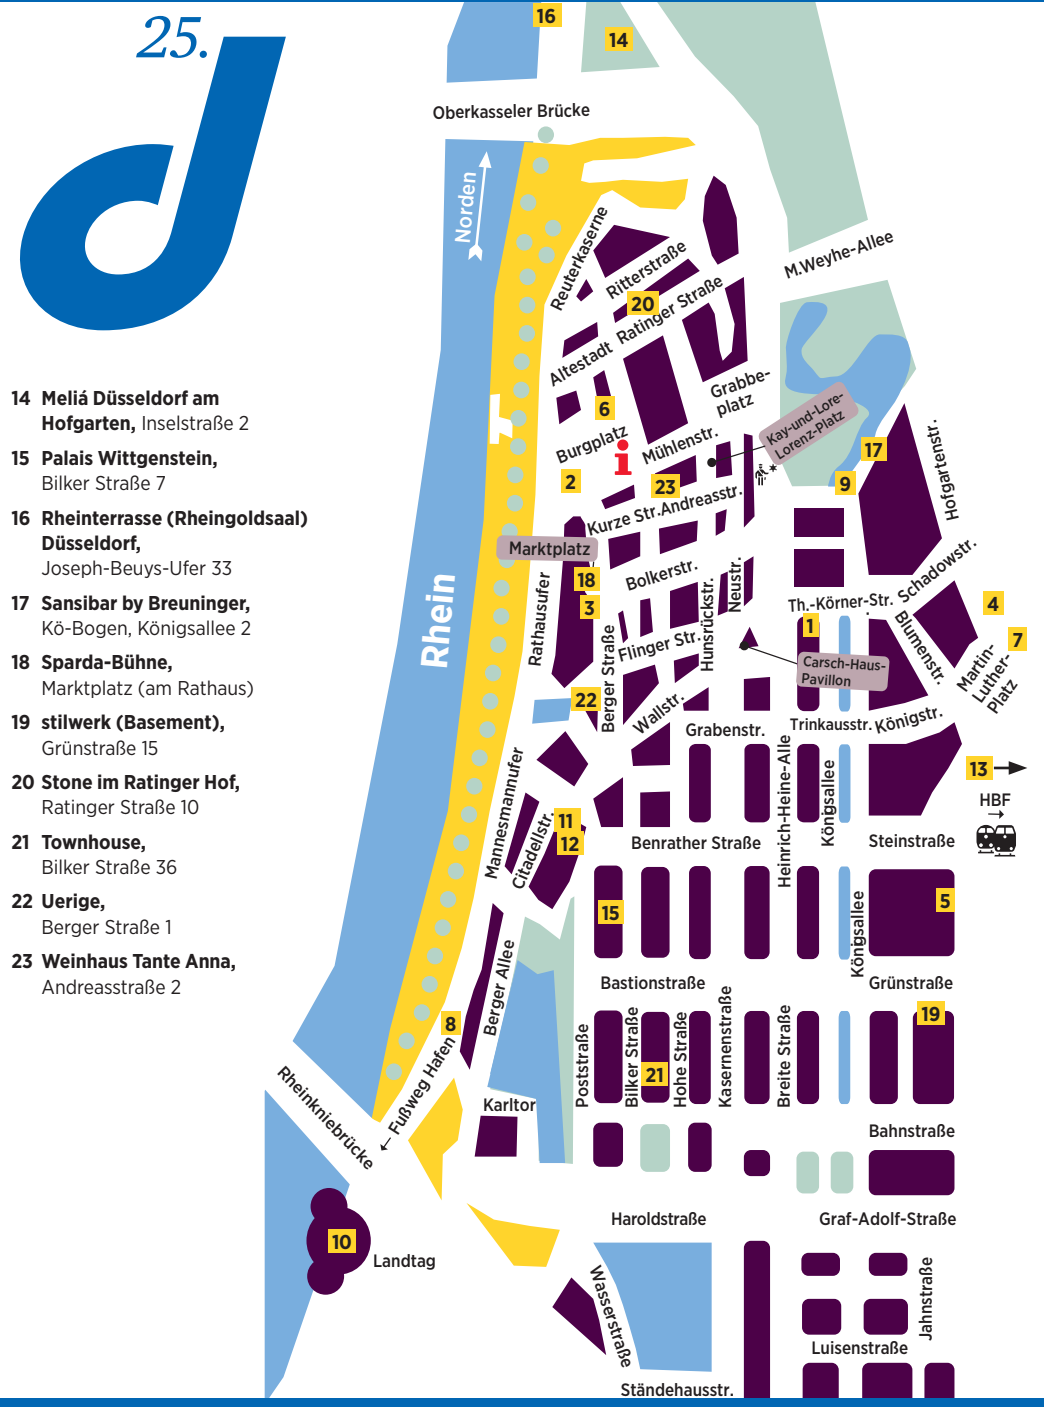 25.
14 Meliá Düsseldorf am
Hofgarten, Inselstraße 2
15 Palais Wittgenstein,
Bilker Straße 7
16 Rheinterrasse (Rheingoldsaal)
Düsseldorf,
Joseph-Beuys-Ufer 33
17 Sansibar by Breuninger,
Kö-Bogen, Königsallee 2
18 Sparda-Bühne,
Marktplatz (am Rathaus)
19 stilwerk (Basement),
Grünstraße 15
20 Stone im Ratinger Hof,
Ratinger Straße 10
21 Townhouse,
Bilker Straße 36
22 Uerige,
Berger Straße 1
23 Weinhaus Tante Anna,
Andreasstraße 2
16
14
Oberkasseler Brücke
Norden
Reuterkaserne
Ritterstraße
M.Weyhe-Allee
20
Ratinger Straße
Altestadt
Grabbe-
platz
6
Kay-und-Lore-
Lorenz-Platz
Burgplatz
i
Mühlenstr.
17
Hofgartenstr.
2
23
9
Kurze Str.
Andreasstr.
Marktplatz
18
Bolkerstr.
Neustr.
Schadowstr.
Rhein
Rathausufer
3
Th.-Körner-Str.
4
1
Berger Straße
Flinger Str.
Hunsrückstr.
Blumenstr.
7
Carsch-Haus-
Pavillon
Martin-
Luther-
Platz
22
Wallstr.
Grabenstr.
Trinkausstr.
Königstr.
Mannesmannufer
Heinrich-Heine-Alle
Königsallee
13
HBF
11
12
Citadellstr.
Benrather Straße
Steinstraße
15
5
Königsallee
Berger Allee
Bastionstraße
Grünstraße
8
19
Fußweg Hafen
Poststraße
Bilker Straße
21
Hohe Straße
Kasernenstraße
Breite Straße
Rheinkniebrücke
Karltor
Bahnstraße
10
Landtag
Haroldstraße
Graf-Adolf-Straße
Wasserstraße
Jahnstraße
Luisenstraße
Ständehausstr.